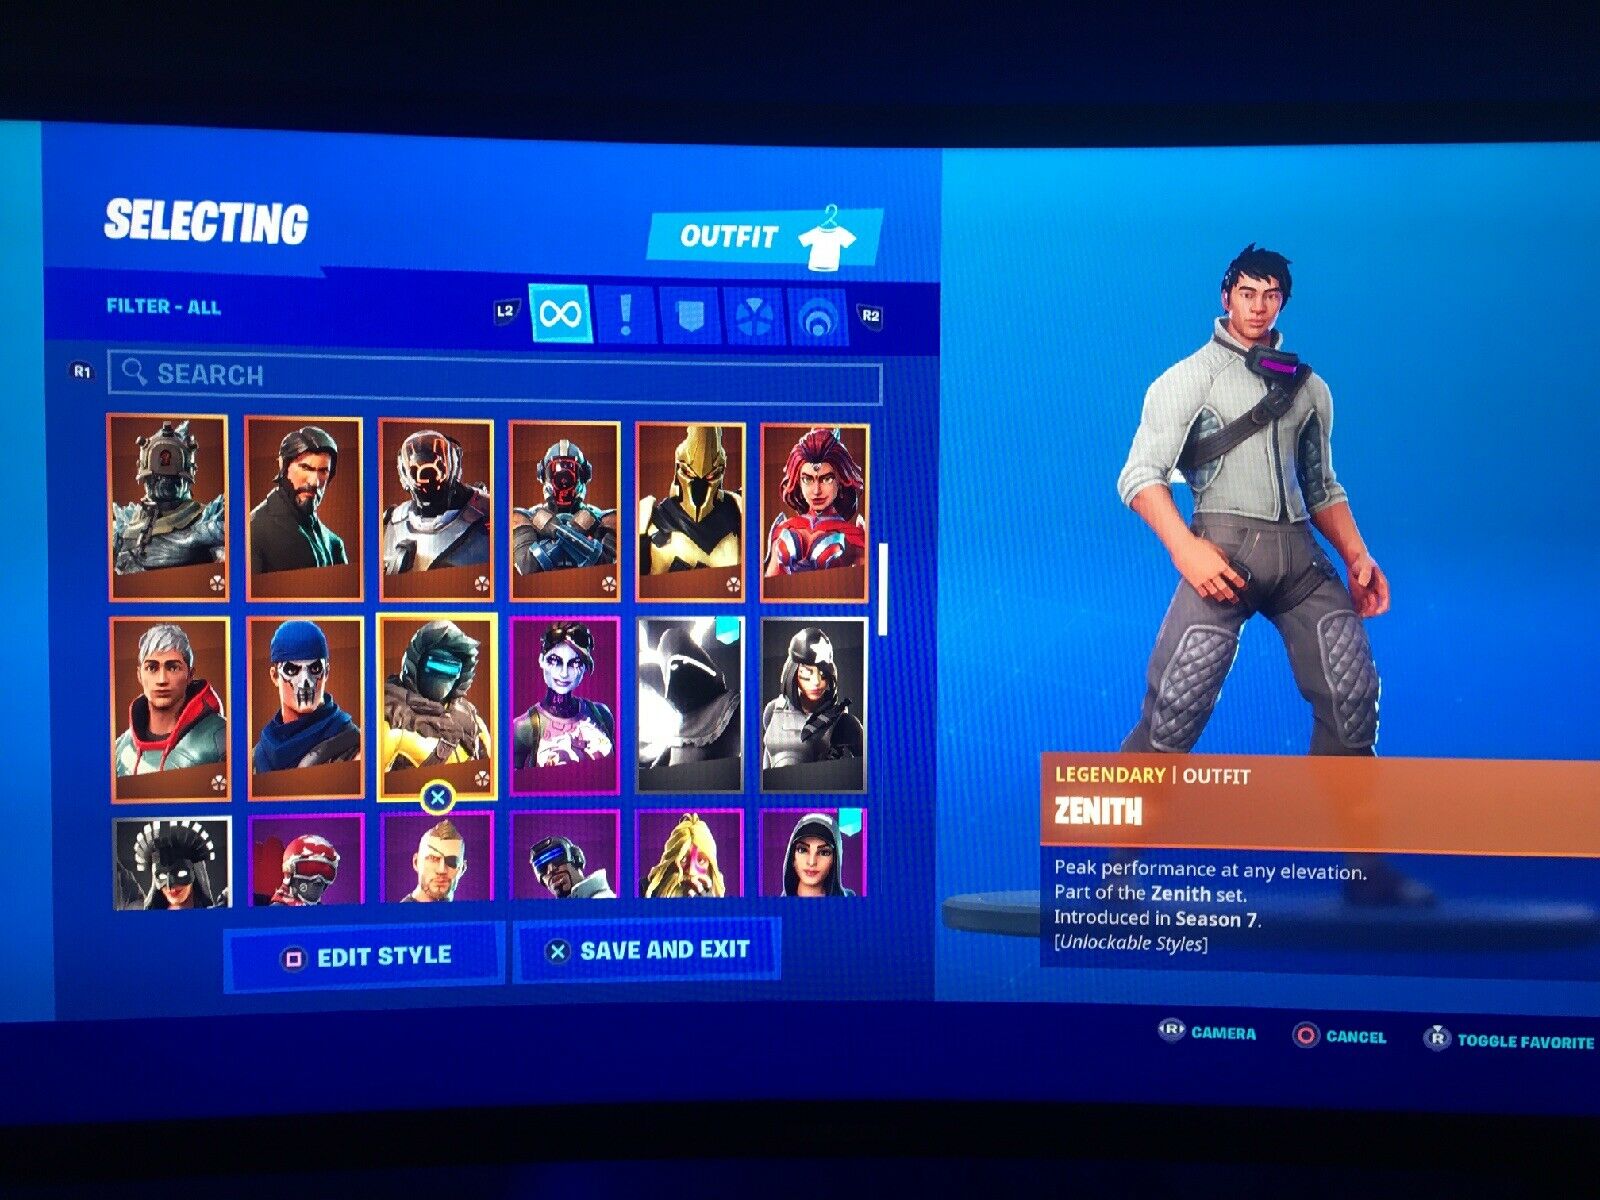 SELECTING
OUTFIT
FILTER - ALL
L2
R2
R1
SEARCH
LEGENDARY | OUTFIT
ZENITH
Peak performance at any elevation.
Part of the Zenith set.
Introduced in Season 7.
[Unlockable Styles]
EDIT STYLE
SAVE AND EXIT
R CAMERA
CANCEL
R TOGGLE FAVORITE